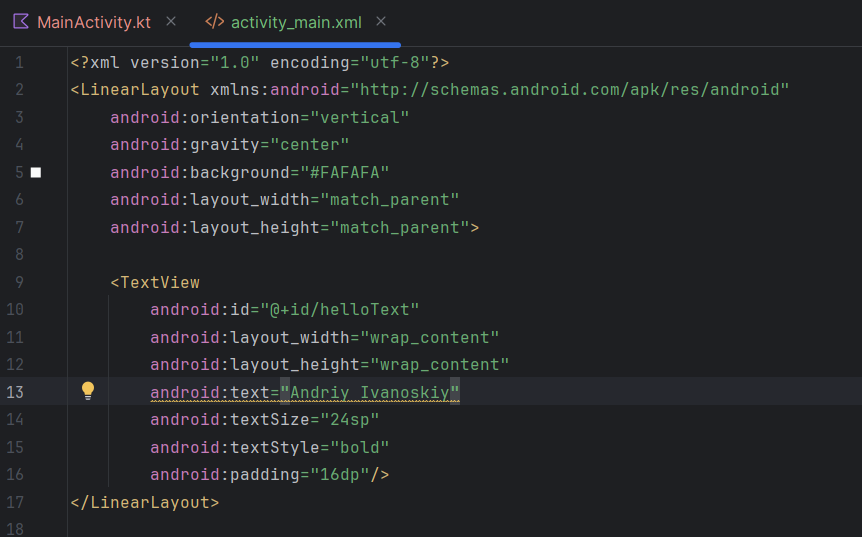 MainActivity.kt × </> activity_main.xml ×
1 <?xml version="1.0" encoding="utf-8"?>
2 <LinearLayout xmlns:android="http://schemas.android.com/apk/res/android"
3     android:orientation="vertical"
4     android:gravity="center"
5     android:background="#FAFAFA"
6     android:layout_width="match_parent"
7     android:layout_height="match_parent">
8
9     <TextView
10         android:id="@+id/helloText"
11         android:layout_width="wrap_content"
12         android:layout_height="wrap_content"
13         android:text="Andriy Ivanoskiy"
14         android:textSize="24sp"
15         android:textStyle="bold"
16         android:padding="16dp"/>
17 </LinearLayout>
18